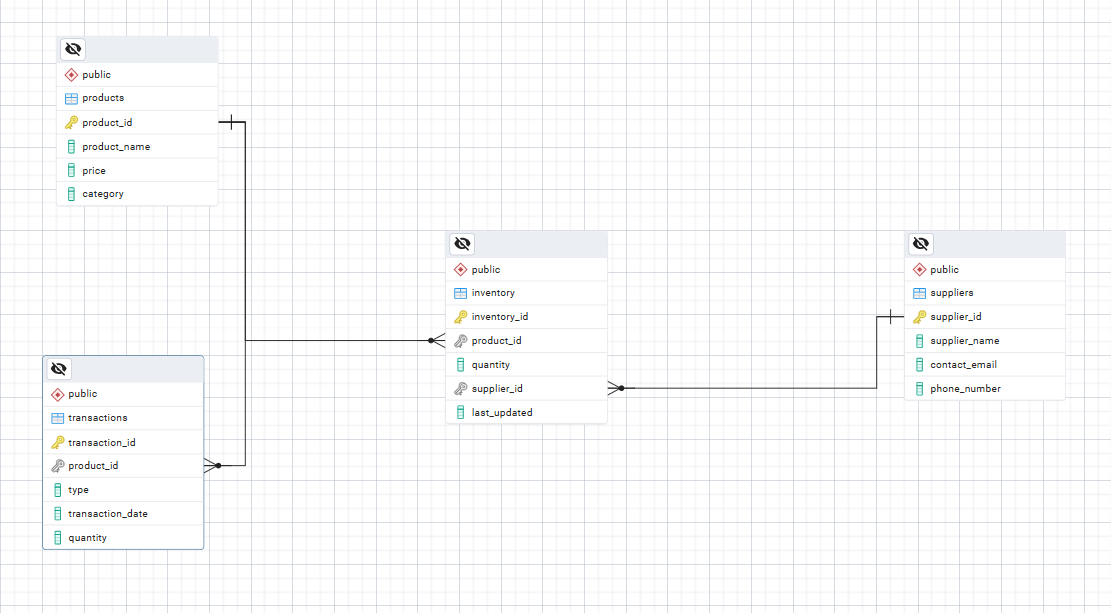 public
products
product_id
product_name
price
category
public
inventory
inventory_id
product_id
quantity
supplier_id
last_updated
public
suppliers
supplier_id
supplier_name
contact_email
phone_number
public
transactions
transaction_id
product_id
type
transaction_date
quantity